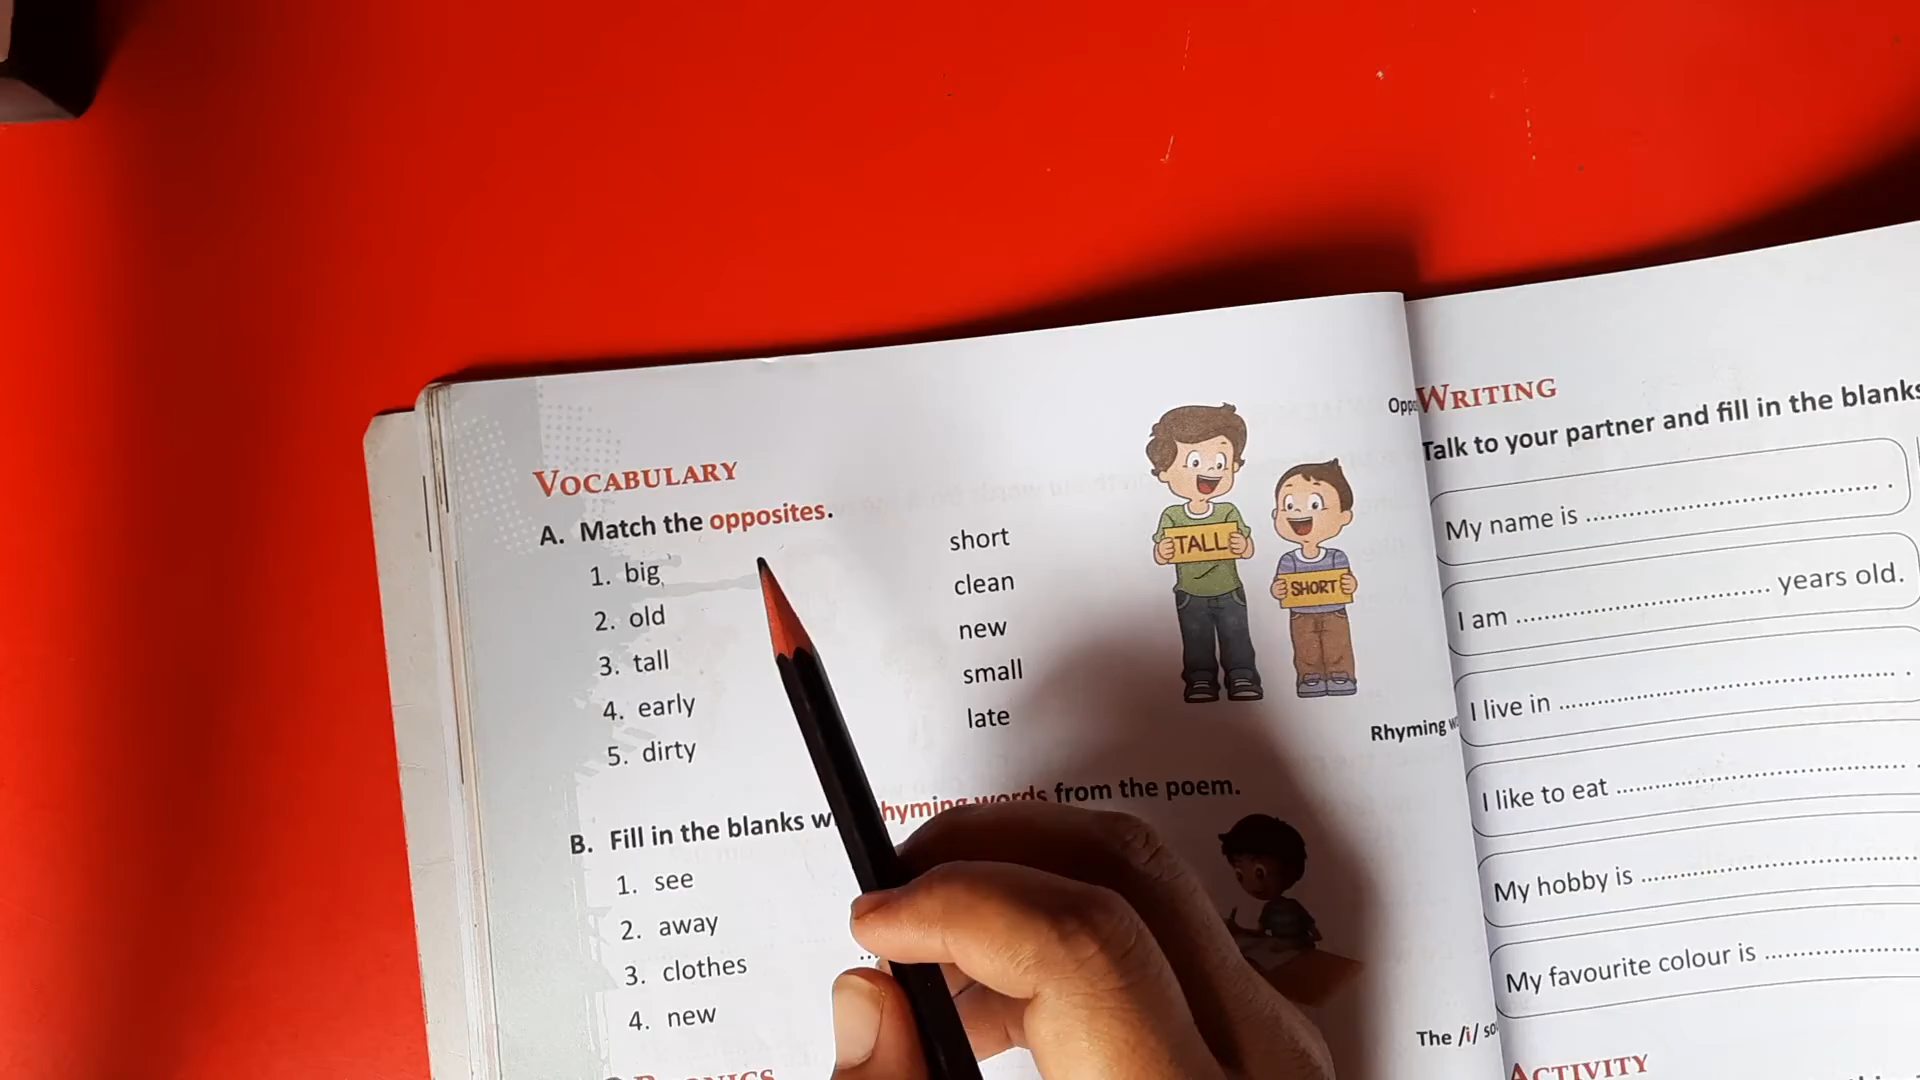 VOCABULARY
A. Match the opposites.
1. big
short
2. old
clean
3. tall
new
4. early
small
5. dirty
late
TALL
SHORT
B. Fill in the blanks rhyming words from the poem.
1. see
2. away
3. clothes
4. new
Rhyming
The /i/
WRITING
Talk to your partner and fill in the blanks
My name is .
I am years old.
I live in .
I like to eat
My hobby is
My favourite colour is
ACTIVITY